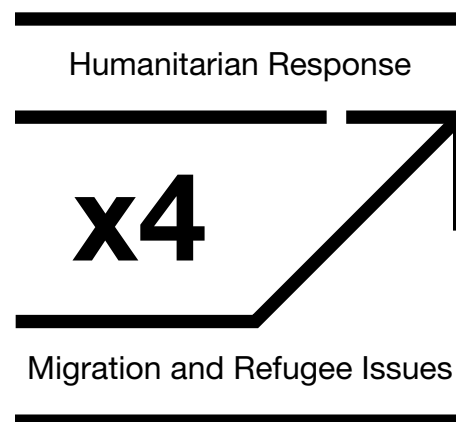 Humanitarian Response
x4
Migration and Refugee Issues